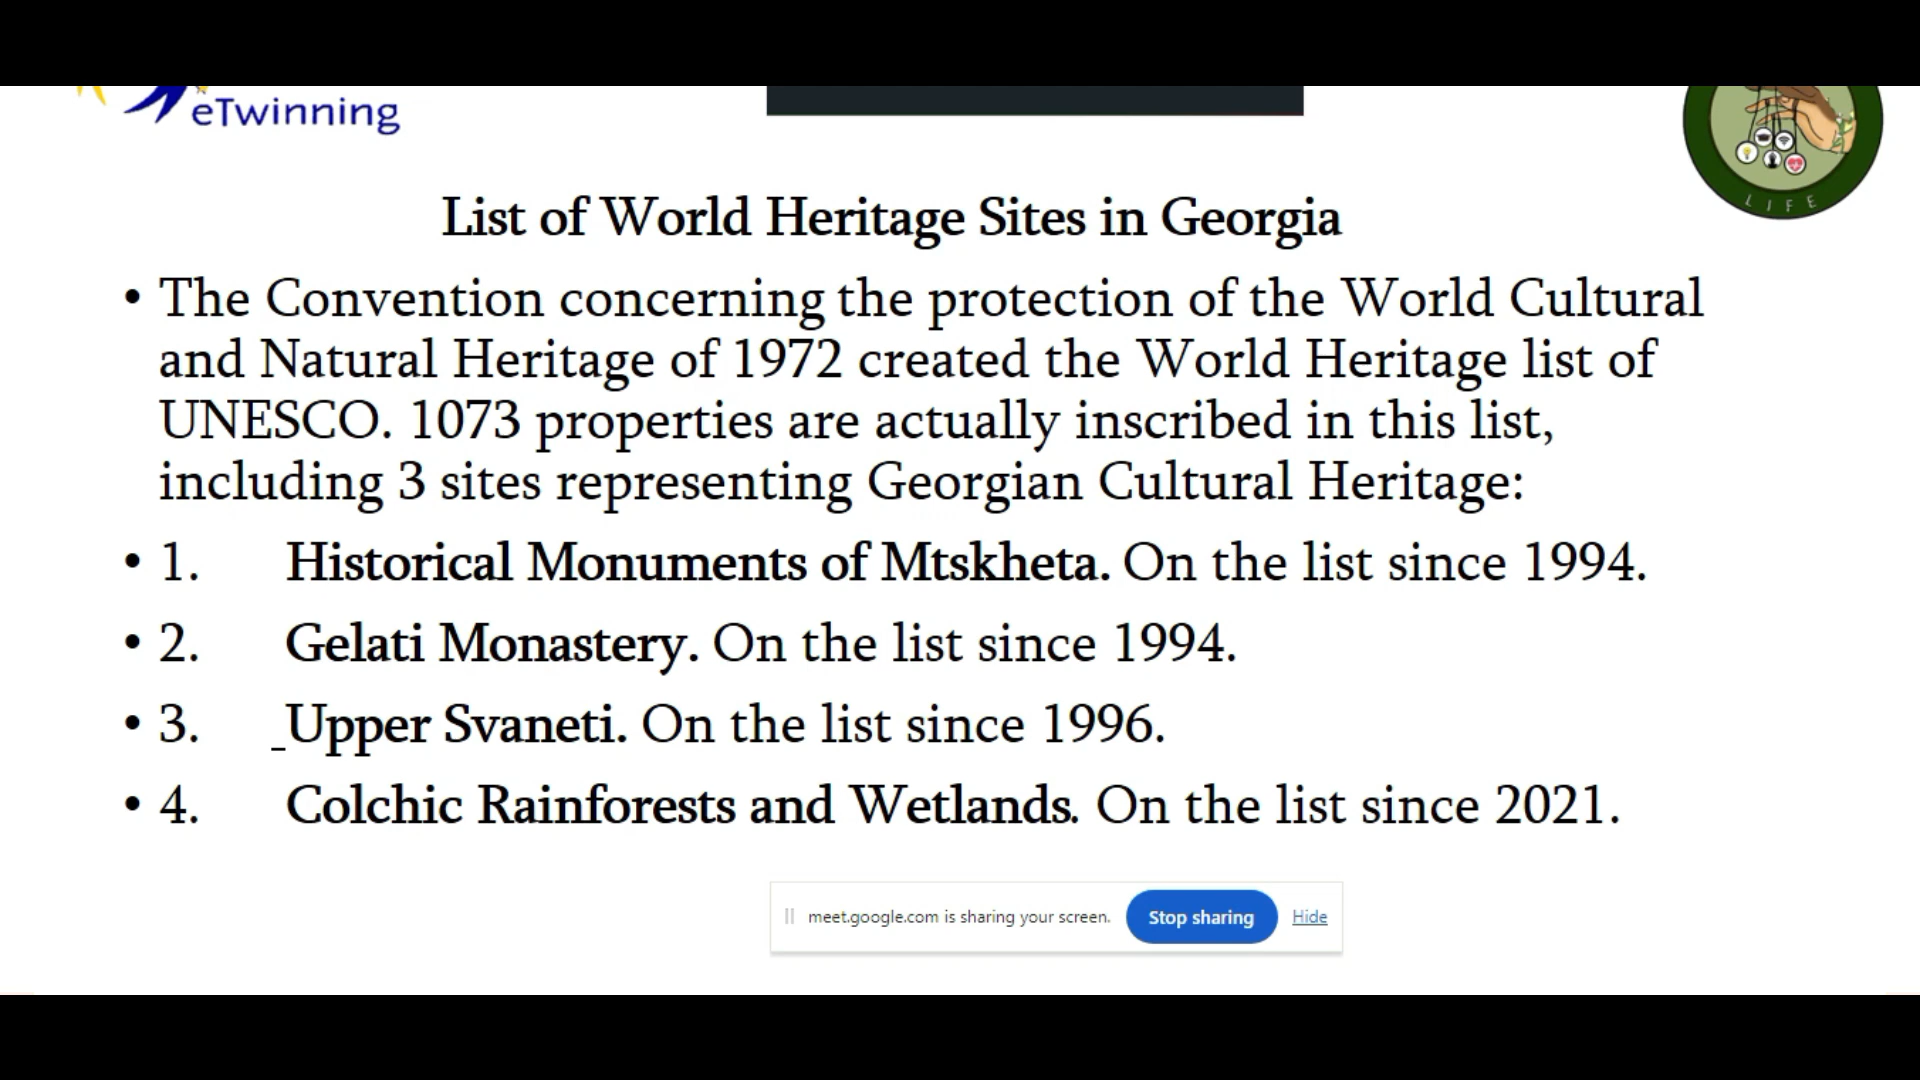 eTwinning
LIFE
List of World Heritage Sites in Georgia
• The Convention concerning the protection of the World Cultural
and Natural Heritage of 1972 created the World Heritage list of
UNESCO. 1073 properties are actually inscribed in this list,
including 3 sites representing Georgian Cultural Heritage:
• 1. Historical Monuments of Mtskheta. On the list since 1994.
• 2. Gelati Monastery. On the list since 1994.
• 3. _Upper Svaneti. On the list since 1996.
• 4. Colchic Rainforests and Wetlands. On the list since 2021.
meet.google.com is sharing your screen. Stop sharing Hide